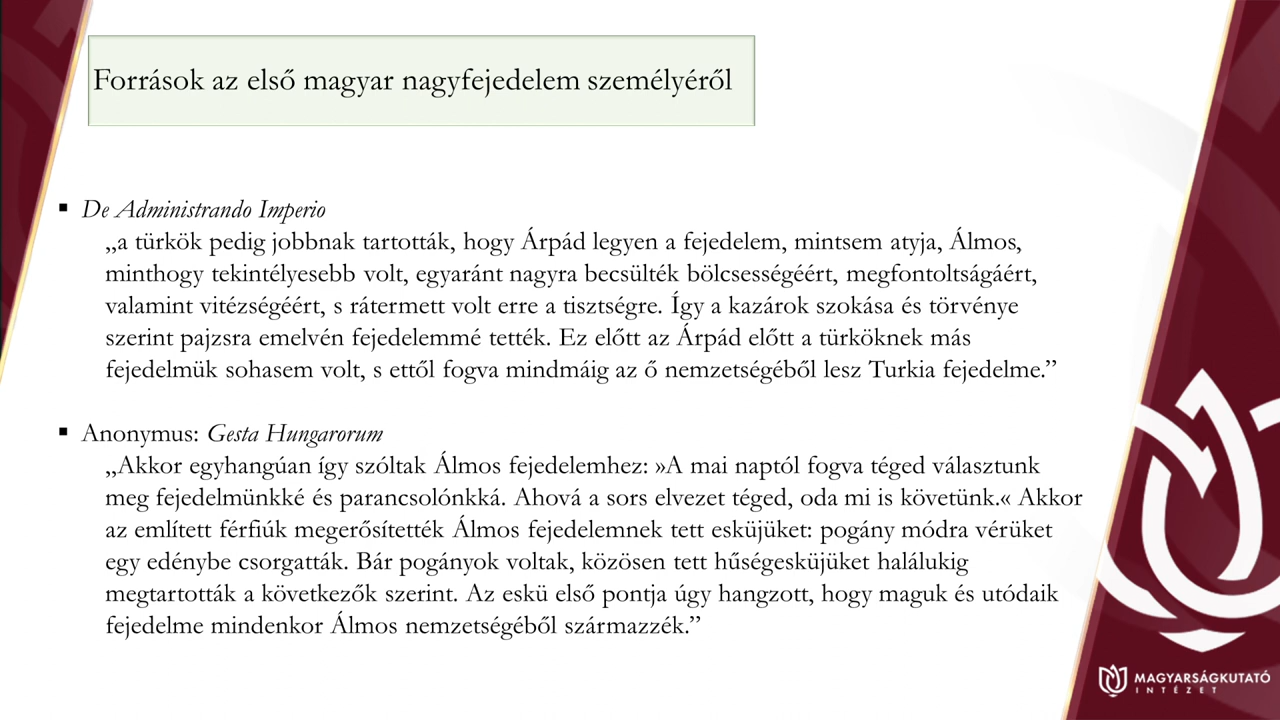 Források az első magyar nagyfejedelem személyéről
▪ De Administrando Imperio
„a türkök pedig jobbnak tartották, hogy Árpád legyen a fejedelem, mintsem atyja, Álmos,
minthogy tekintélyesebb volt, egyaránt nagyra becsülték bölcsességéért, megfontoltságáért,
valamint vitézségéért, s rátermett volt erre a tisztségre. Így a kazárok szokása és törvénye
szerint pajzsra emelvén fejedelemmé tették. Ez előtt az Árpád előtt a türköknek más
fejedelmük sohasem volt, s ettől fogva mindmáig az ő nemzetségéből lesz Turkia fejedelme.”
▪ Anonymus: Gesta Hungarorum
„Akkor egyhangúan így szóltak Álmos fejedelemhez: »A mai naptól fogva téged választunk
meg fejedelmünkké és parancsolónkká. Ahová a sors elvezet téged, oda mi is követünk.« Akkor
az említett férfiúk megerősítették Álmos fejedelemnek tett esküjüket: pogány módra vérüket
egy edénybe csorgatták. Bár pogányok voltak, közösen tett hűségesküjüket halálukig
megtartották a következők szerint. Az eskü első pontja úgy hangzott, hogy maguk és utódaik
fejedelme mindenkor Álmos nemzetségéből származzék.”
MAGYARSÁGKUTATÓ
INTÉZET